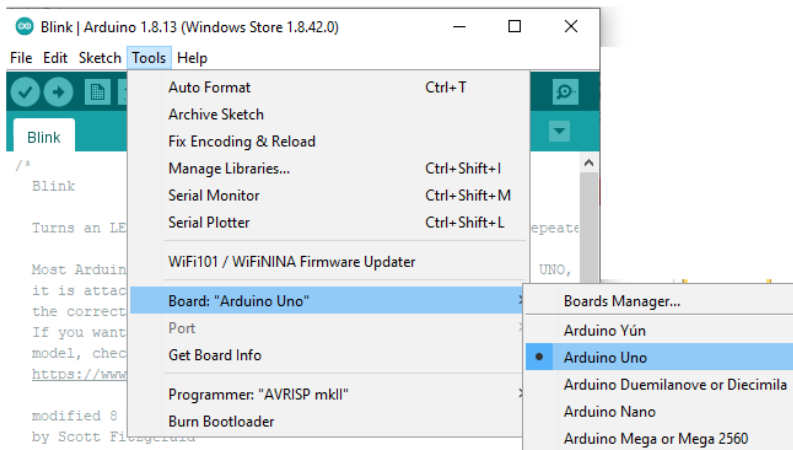 Blink | Arduino 1.8.13 (Windows Store 1.8.42.0)
File Edit Sketch Tools Help
Blink
/*
Blink
Turns an LE
epeate
Most Arduin
UNO,
it is attac
the correct
If you want
model, chec
https://www
modified 8
by Scott Fitzgerald
Auto Format Ctrl+T
Archive Sketch
Fix Encoding & Reload
Manage Libraries... Ctrl+Shift+I
Serial Monitor Ctrl+Shift+M
Serial Plotter Ctrl+Shift+L
WiFi101 / WiFiNINA Firmware Updater
Board: "Arduino Uno"
Port
Get Board Info
Programmer: "AVRISP mkII"
Burn Bootloader
Boards Manager...
Arduino Yún
Arduino Uno
Arduino Duemilanove or Diecimila
Arduino Nano
Arduino Mega or Mega 2560